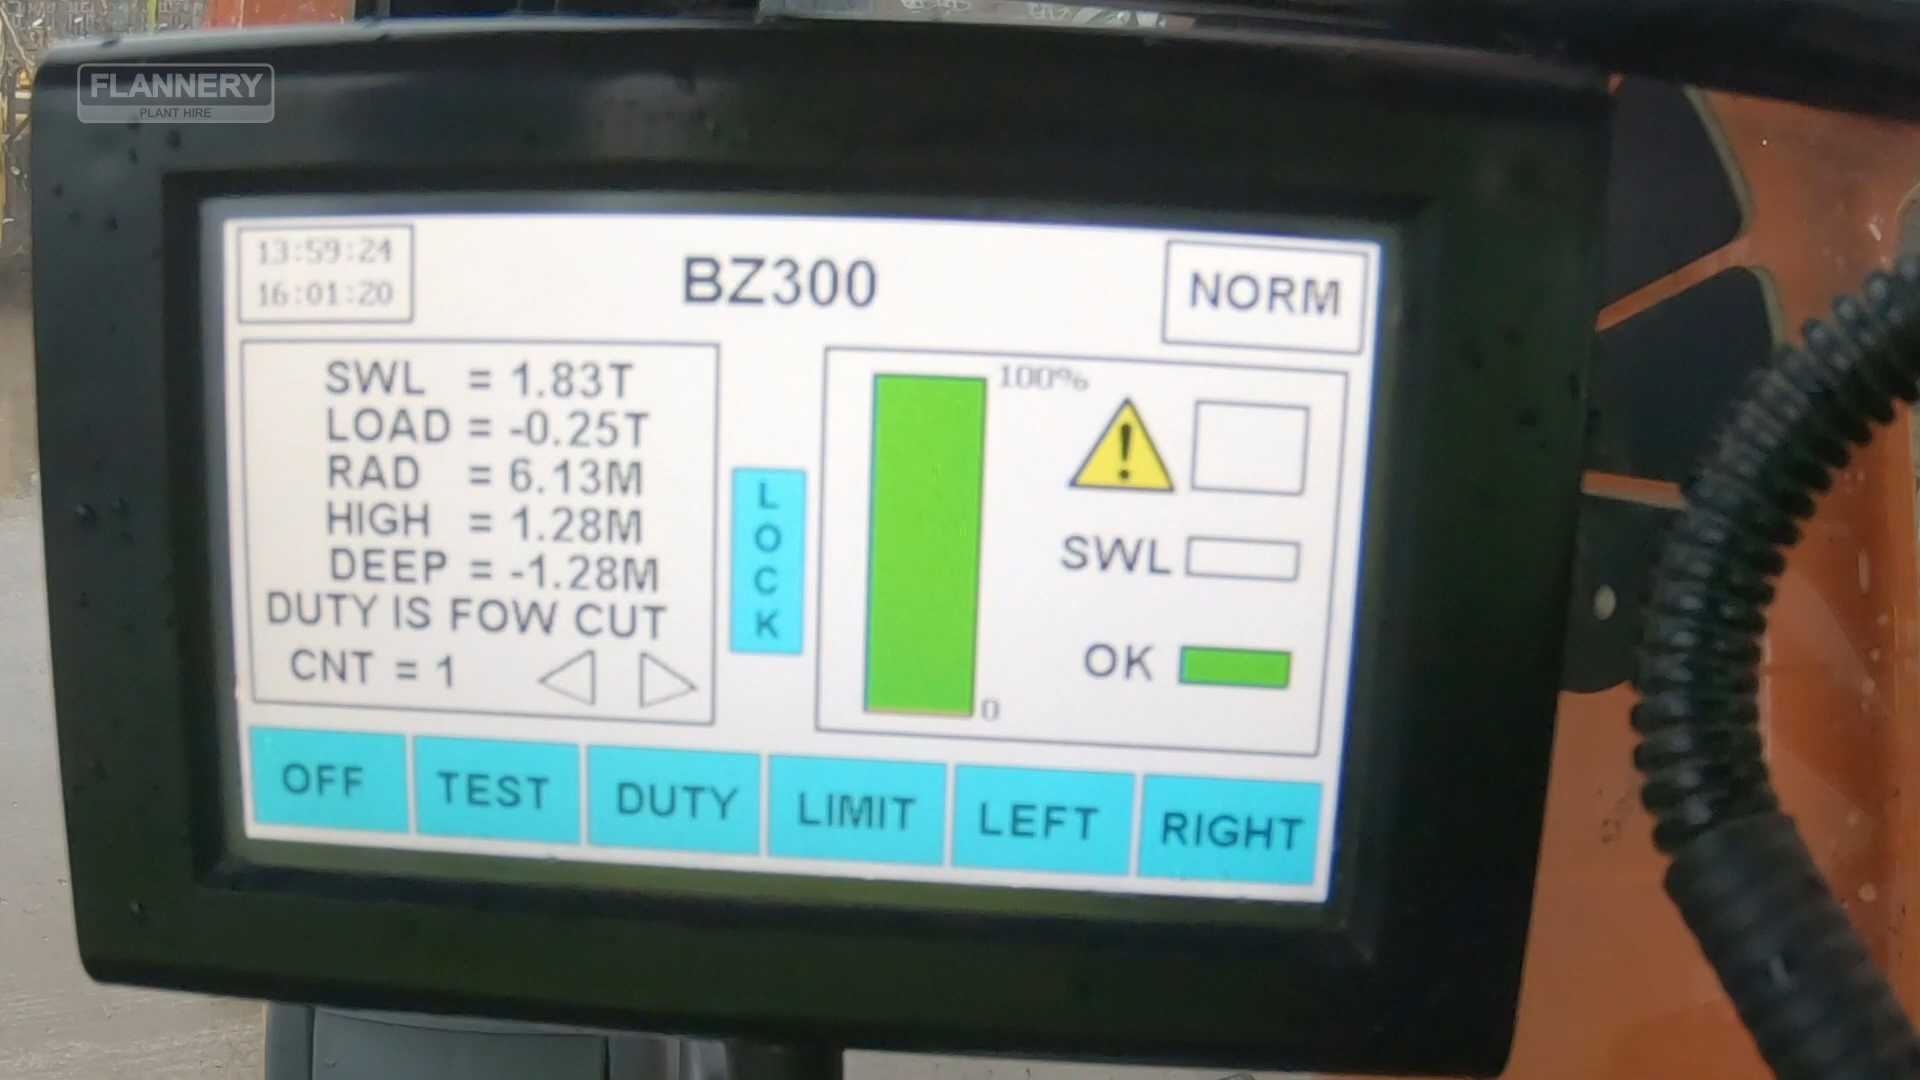 FLANNERY
PLANT HIRE
13:59:24
16:01:20
BZ300
NORM
SWL = 1.83T
LOAD = -0.25T
RAD = 6.13M
HIGH = 1.28M
DEEP = -1.28M
DUTY IS FOW CUT
CNT = 1
LOCK
100%
!
SWL
OK
0
OFF
TEST
DUTY
LIMIT
LEFT
RIGHT